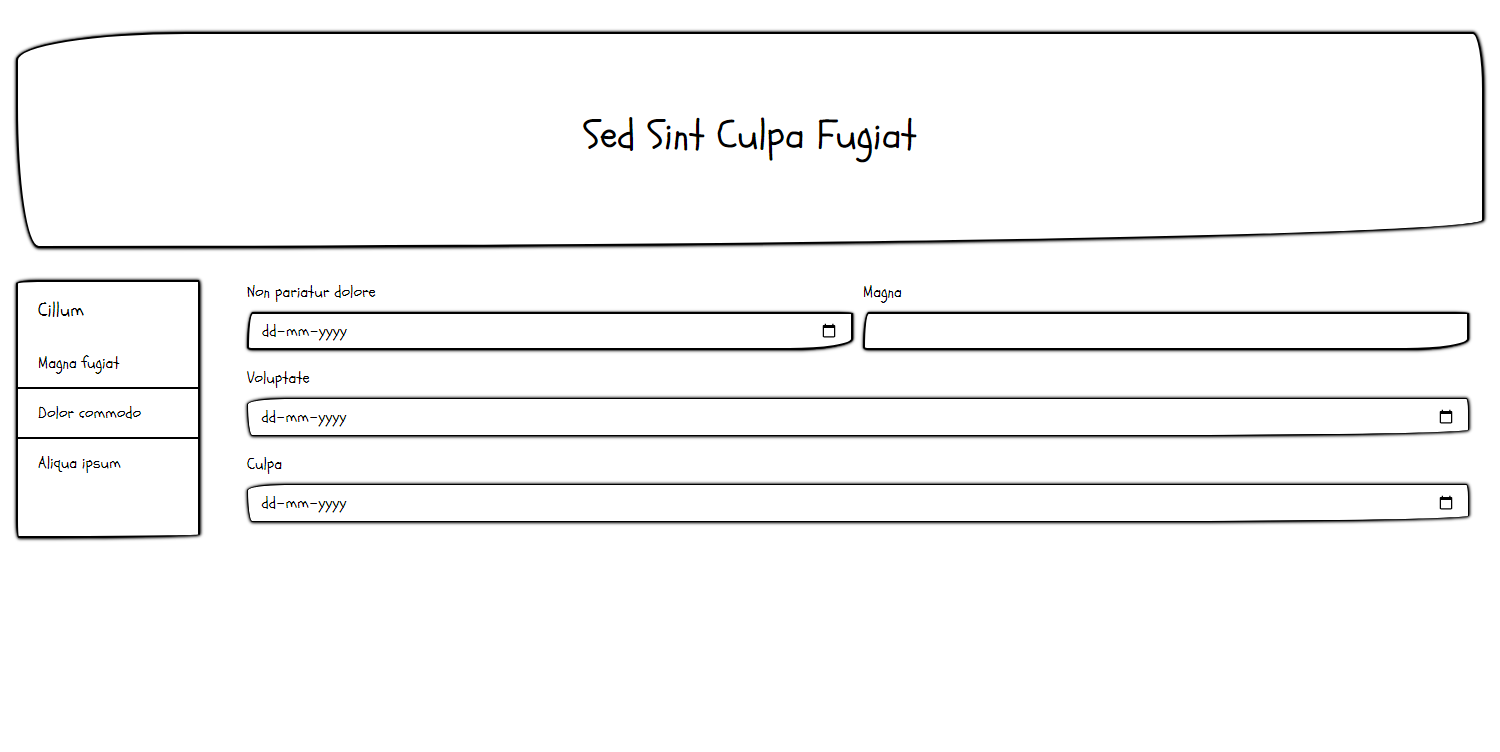 Sed Sint Culpa Fugiat
Cillum
Magna fugiat
Dolor commodo
Aliqua ipsum
Non pariatur dolore
dd-mm-yyyy
Magna
Voluptate
dd-mm-yyyy
Culpa
dd-mm-yyyy